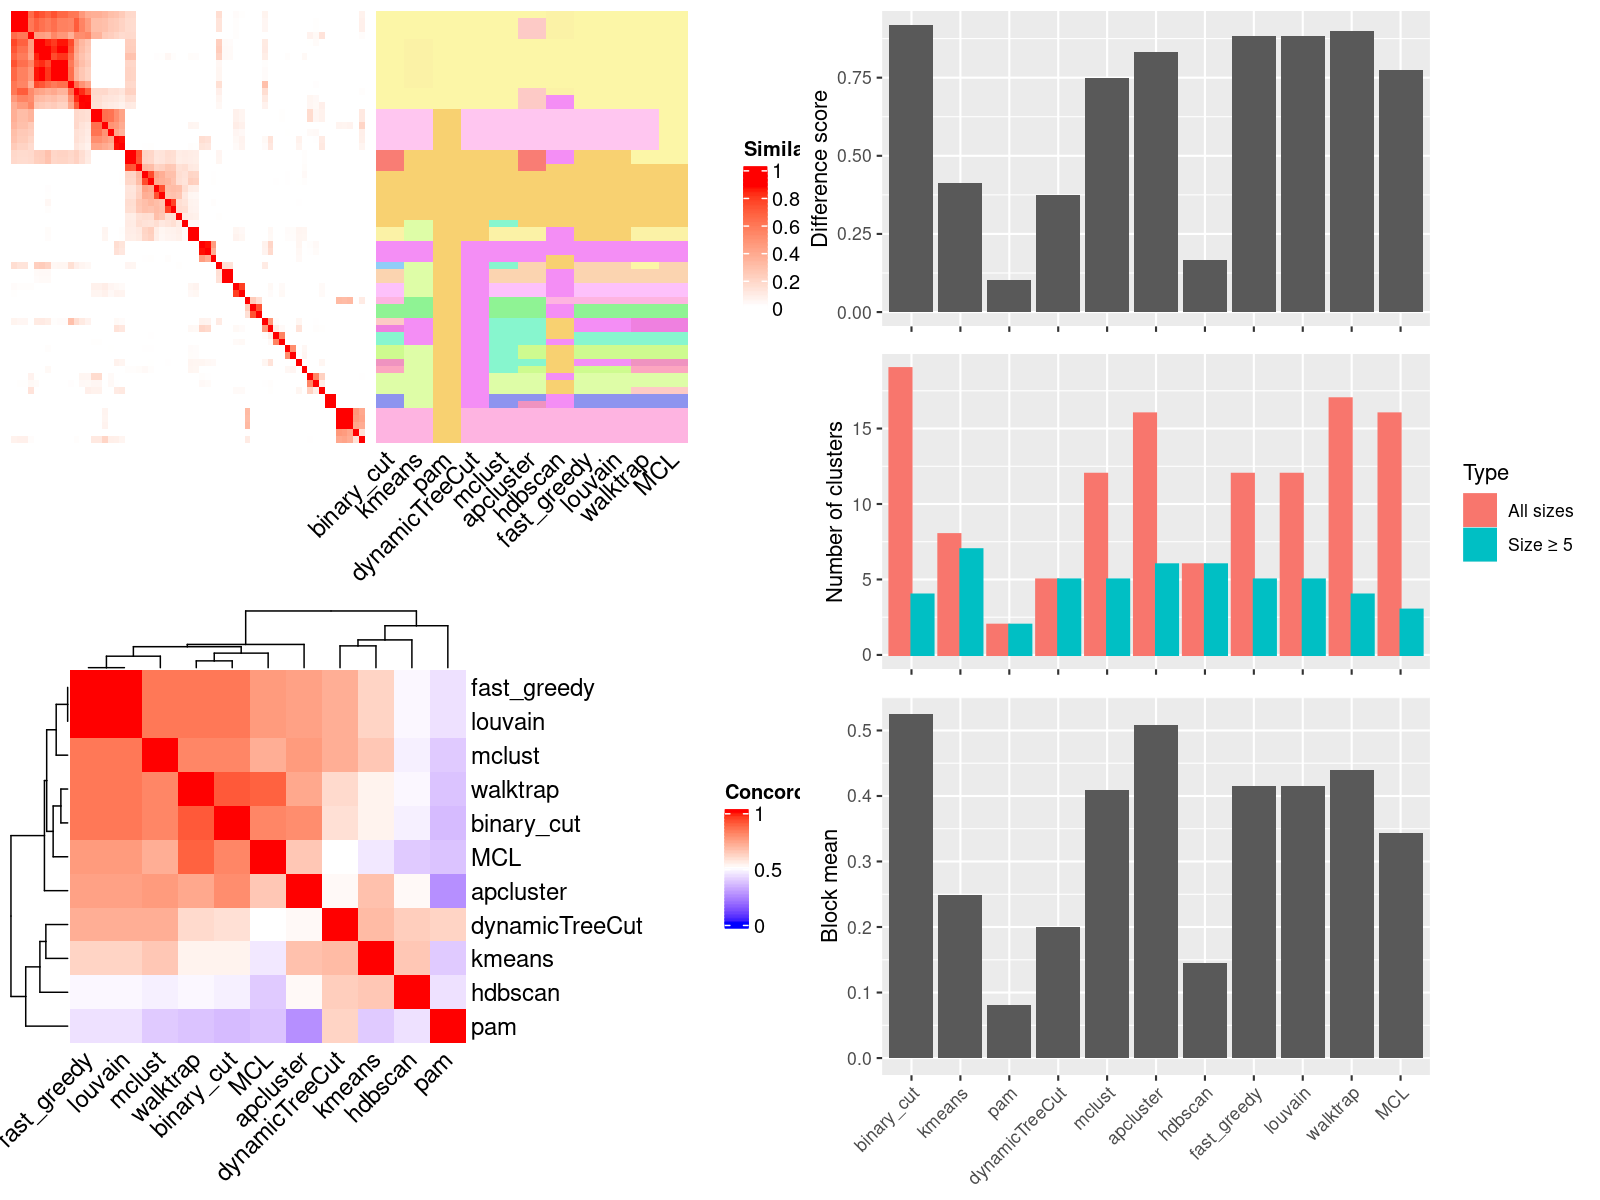 Simila
1
0.8
0.6
0.4
0.2
0
binary_cut
kmeans
pam
dynamicTreeCut
mclust
apcluster
hdbscan
fast_greedy
louvain
walktrap
MCL
fast_greedy
louvain
mclust
walktrap
binary_cut
MCL
apcluster
dynamicTreeCut
kmeans
hdbscan
pam
Concord
1
0.5
0
fast_greedy
louvain
mclust
walktrap
binary_cut
MCL
apcluster
dynamicTreeCut
kmeans
hdbscan
pam
Difference score
0.75
0.50
0.25
0.00
Number of clusters
15
10
5
0
Type
All sizes
Size ≥ 5
Block mean
0.5
0.4
0.3
0.2
0.1
0.0
binary_cut
kmeans
pam
dynamicTreeCut
mclust
apcluster
hdbscan
fast_greedy
louvain
walktrap
MCL